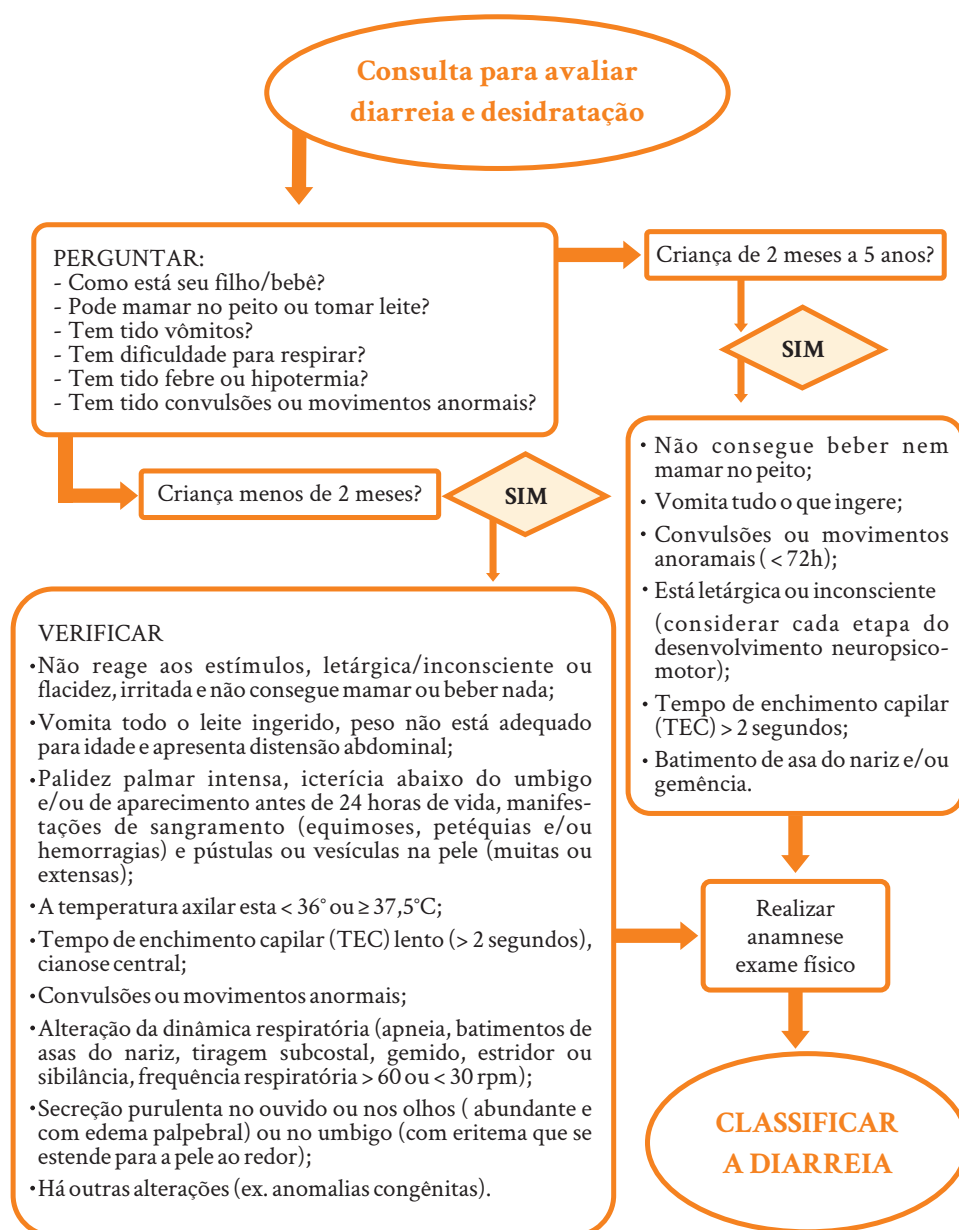 Consulta para avaliar
diarreia e desidratação
PERGUNTAR:
- Como está seu filho/bebê?
- Pode mamar no peito ou tomar leite?
- Tem tido vômitos?
- Tem dificuldade para respirar?
- Tem tido febre ou hipotermia?
- Tem tido convulsões ou movimentos anormais?
Criança de 2 meses a 5 anos?
SIM
• Não consegue beber nem
mamar no peito;
• Vomita tudo o que ingere;
• Convulsões ou movimentos
anoramais ( < 72h);
• Está letárgica ou inconsciente
(considerar cada etapa do
desenvolvimento neuropsico-
motor);
• Tempo de enchimento capilar
(TEC) > 2 segundos;
• Batimento de asa do nariz e/ou
gemência.
Criança menos de 2 meses?
SIM
VERIFICAR
•Não reage aos estímulos, letárgica/inconsciente ou
flacidez, irritada e não consegue mamar ou beber nada;
•Vomita todo o leite ingerido, peso não está adequado
para idade e apresenta distensão abdominal;
•Palidez palmar intensa, icterícia abaixo do umbigo
e/ou de aparecimento antes de 24 horas de vida, manifes-
tações de sangramento (equimoses, petéquias e/ou
hemorragias) e pústulas ou vesículas na pele (muitas ou
extensas);
•A temperatura axilar esta < 36° ou ≥ 37,5°C;
•Tempo de enchimento capilar (TEC) lento (> 2 segundos),
cianose central;
•Convulsões ou movimentos anormais;
•Alteração da dinâmica respiratória (apneia, batimentos de
asas do nariz, tiragem subcostal, gemido, estridor ou
sibilância, frequência respiratória > 60 ou < 30 rpm);
•Secreção purulenta no ouvido ou nos olhos ( abundante e
com edema palpebral) ou no umbigo (com eritema que se
estende para a pele ao redor);
•Há outras alterações (ex. anomalias congênitas).
Realizar
anamnese
exame físico
CLASSIFICAR
A DIARREIA